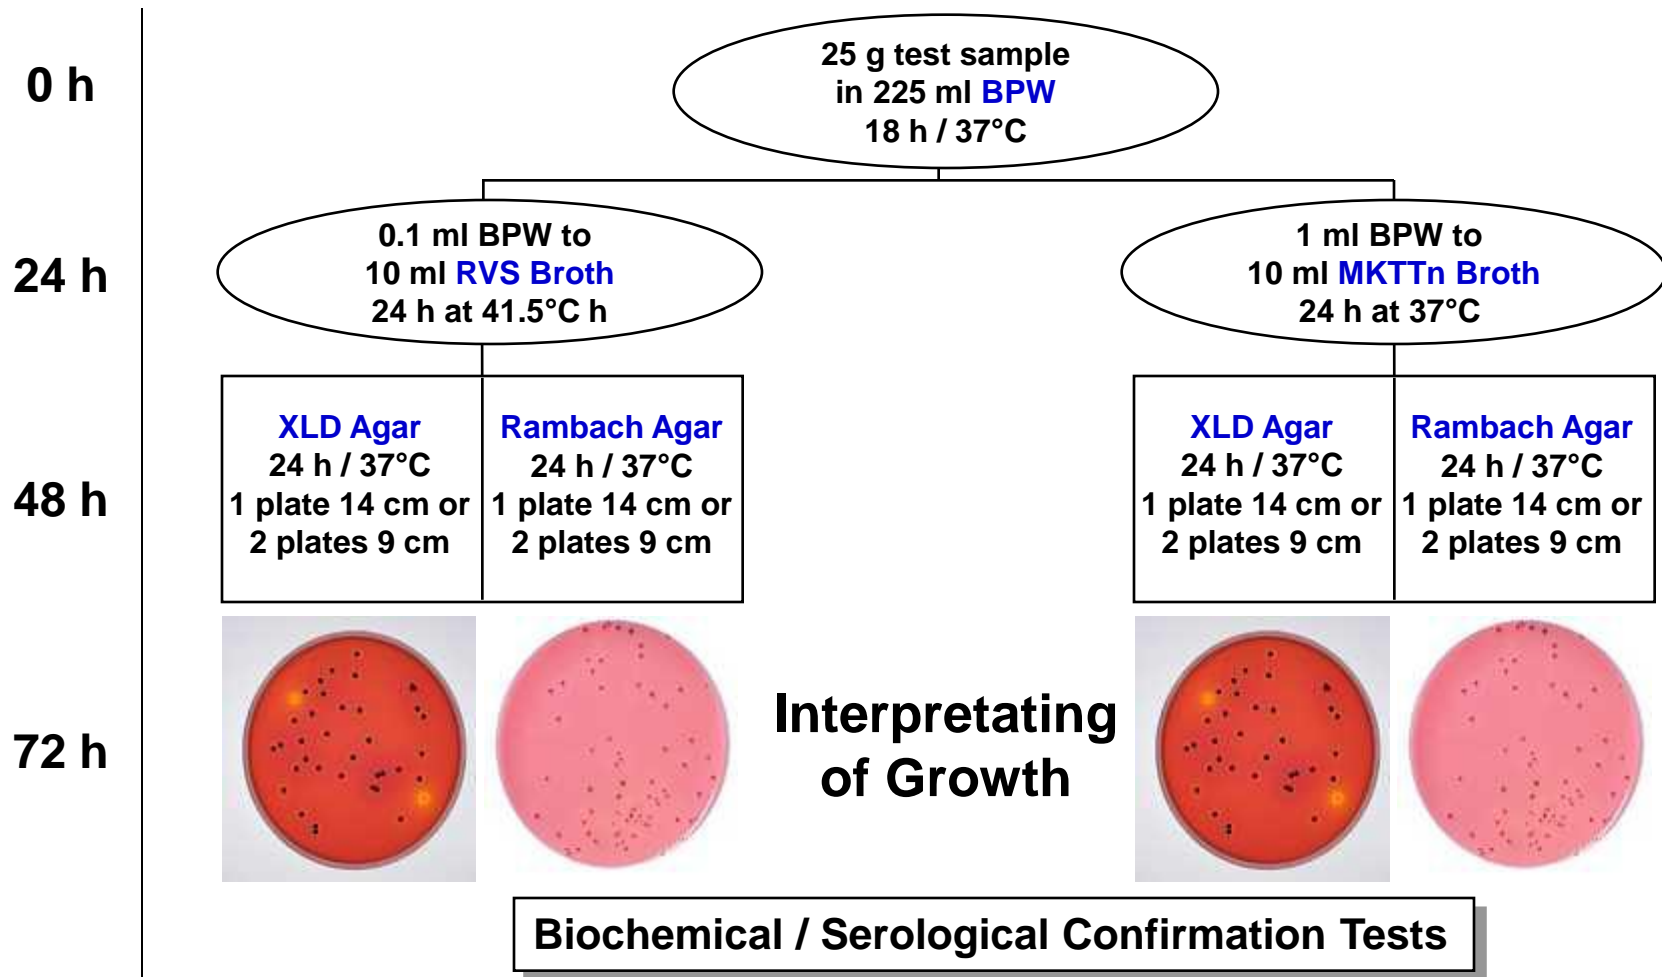 0 h
25 g test sample
in 225 ml BPW
18 h / 37°C
24 h
0.1 ml BPW to
10 ml RVS Broth
24 h at 41.5°C h
1 ml BPW to
10 ml MKTTn Broth
24 h at 37°C
48 h
XLD Agar
24 h / 37°C
1 plate 14 cm or
2 plates 9 cm
Rambach Agar
24 h / 37°C
1 plate 14 cm or
2 plates 9 cm
XLD Agar
24 h / 37°C
1 plate 14 cm or
2 plates 9 cm
Rambach Agar
24 h / 37°C
1 plate 14 cm or
2 plates 9 cm
72 h
Interpretating
of Growth
Biochemical / Serological Confirmation Tests